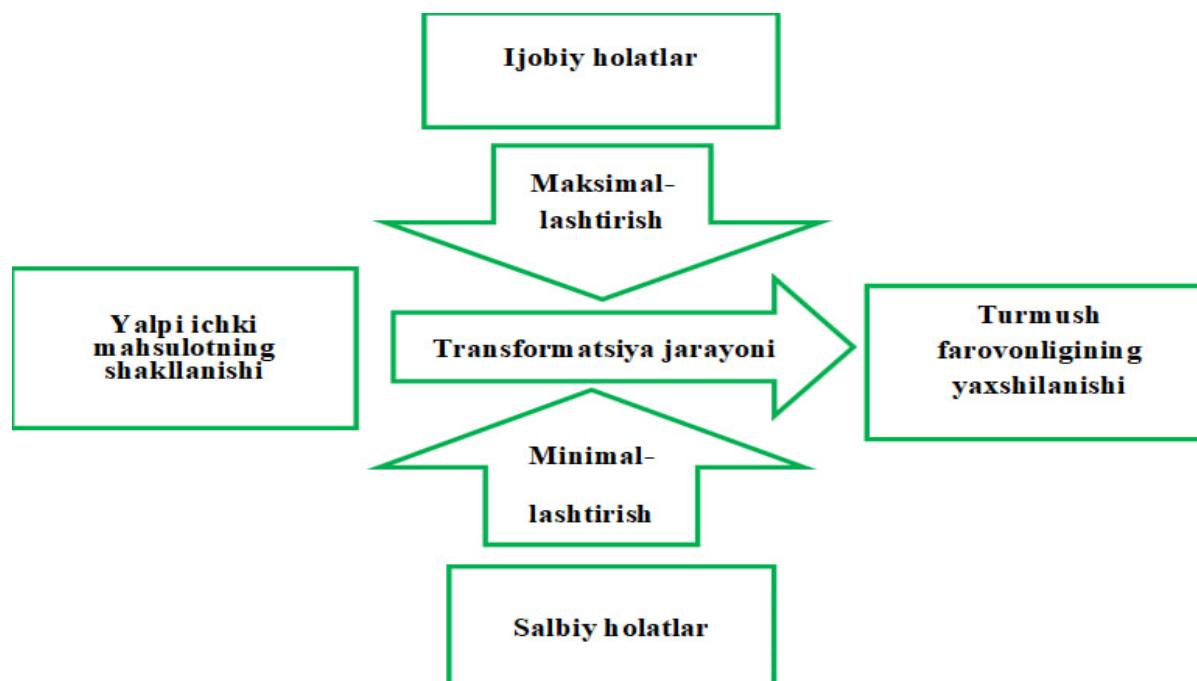 Ijobiy holatlar
Maksimal-
lashtirish
Yalpi ichki
mahsulotning
shakllanishi
Transformatsiya jarayoni
Turmush
farovonligining
yaxshilanishi
Minimal-
lashtirish
Salbiy holatlar